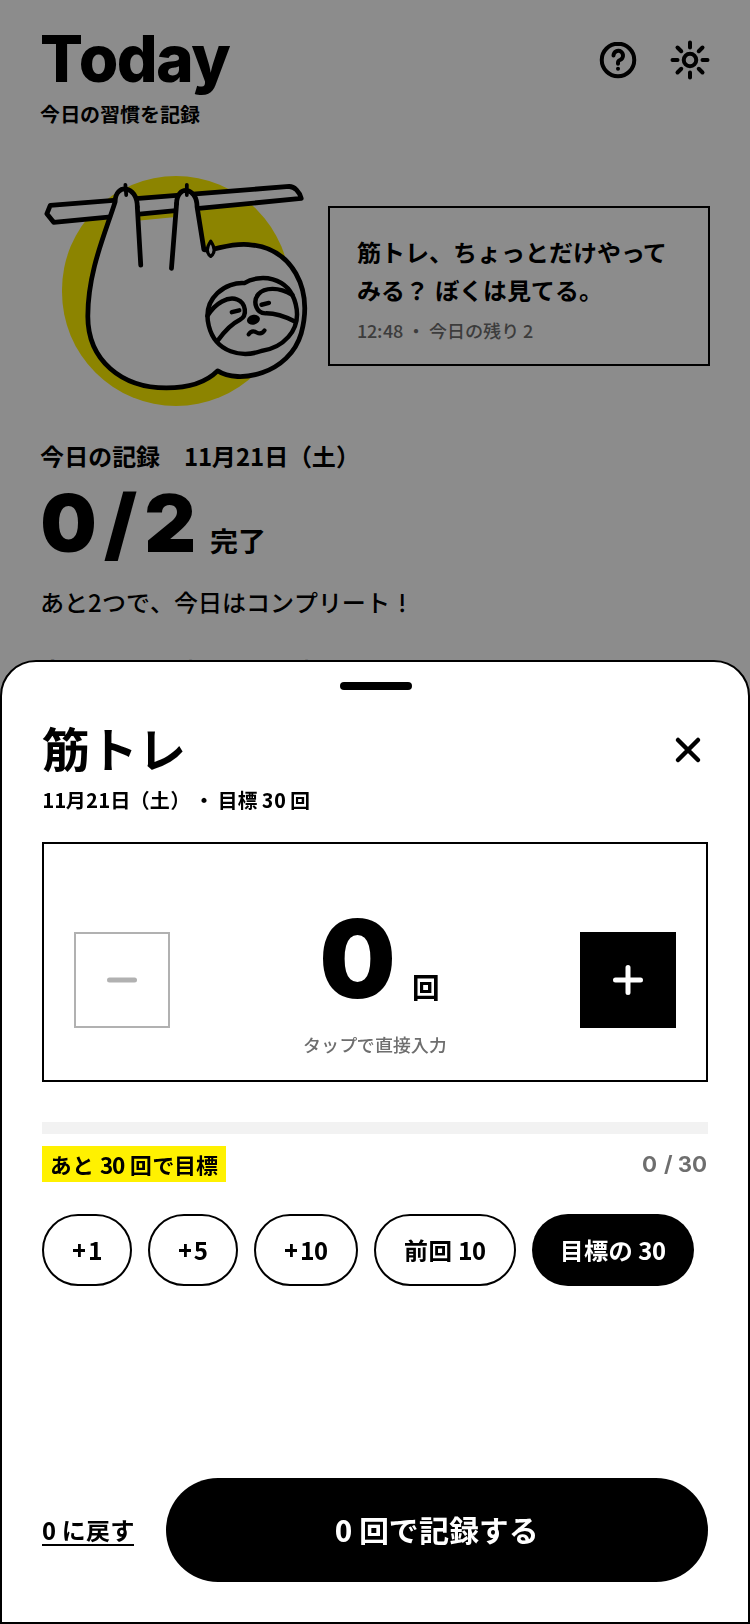 Today
今日の習慣を記録
筋トレ、ちょっとだけやって
みる？ ぼくは見てる。
12:48 ・ 今日の残り 2
今日の記録　11月21日（土）
0/2 完了
あと2つで、今日はコンプリート！
筋トレ
11月21日（土） ・ 目標 30 回
0 回
タップで直接入力
あと 30 回で目標
0 / 30
+1
+5
+10
前回 10
目標の 30
0 に戻す
0 回で記録する